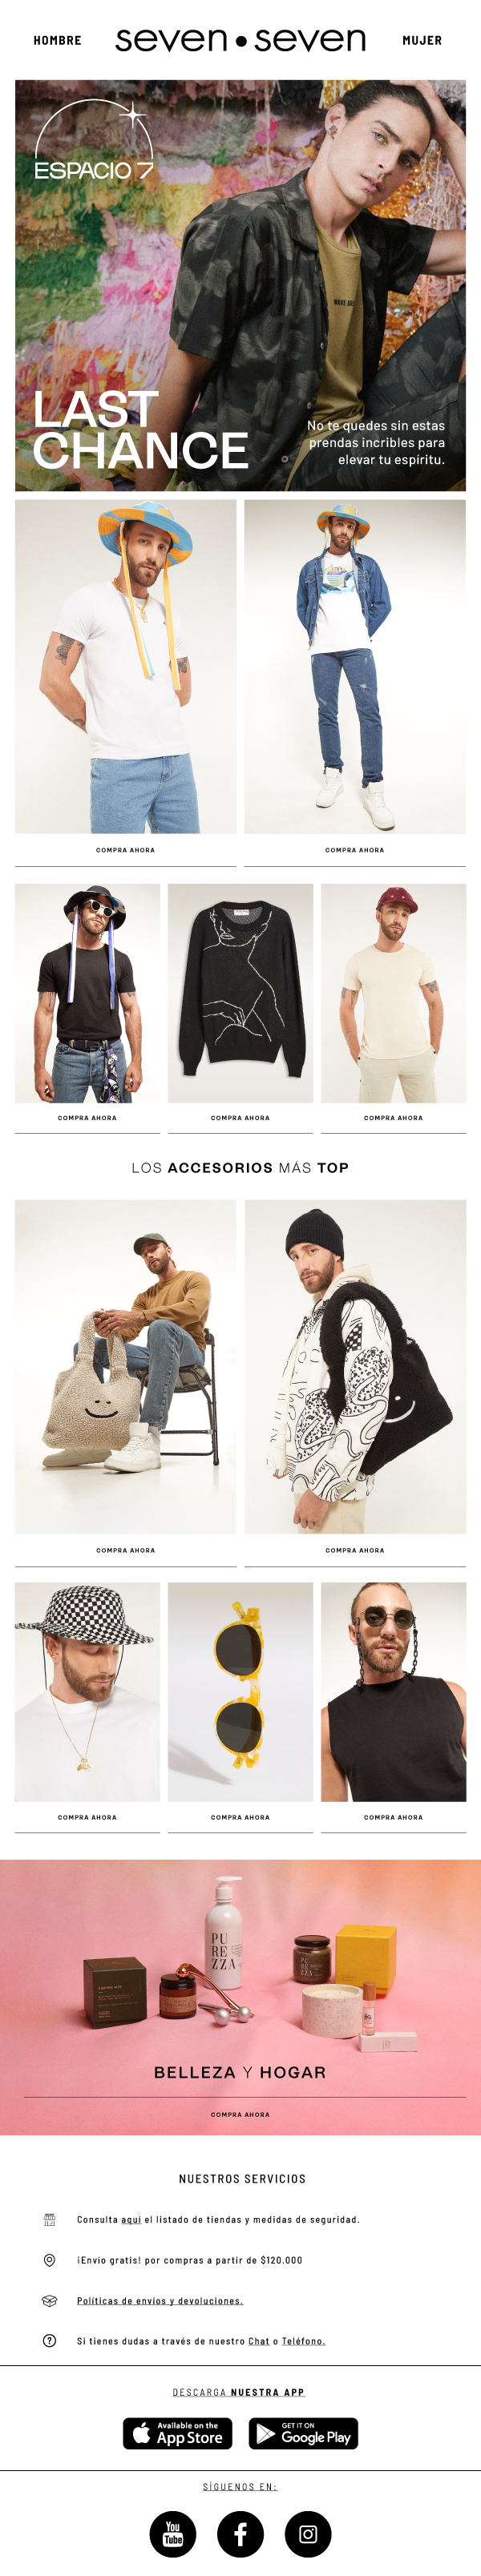 HOMBRE
seven•seven
MUJER
ESPACIO 7
LAST
CHANCE
No te quedes sin estas
prendas incribles para
elevar tu espíritu.
COMPRA AHORA
COMPRA AHORA
COMPRA AHORA
COMPRA AHORA
COMPRA AHORA
LOS ACCESORIOS MÁS TOP
COMPRA AHORA
COMPRA AHORA
COMPRA AHORA
COMPRA AHORA
COMPRA AHORA
PU
RE
ZZA
PU
RE
ZZA
BELLEZA Y HOGAR
COMPRA AHORA
NUESTROS SERVICIOS
Consulta aquí el listado de tiendas y medidas de seguridad.
¡Envío gratis! por compras a partir de $120.000
Políticas de envíos y devoluciones.
Si tienes dudas a través de nuestro Chat o Teléfono.
DESCARGA NUESTRA APP
Available on the
App Store
GET IT ON
Google Play
SÍGUENOS EN:
You
Tube